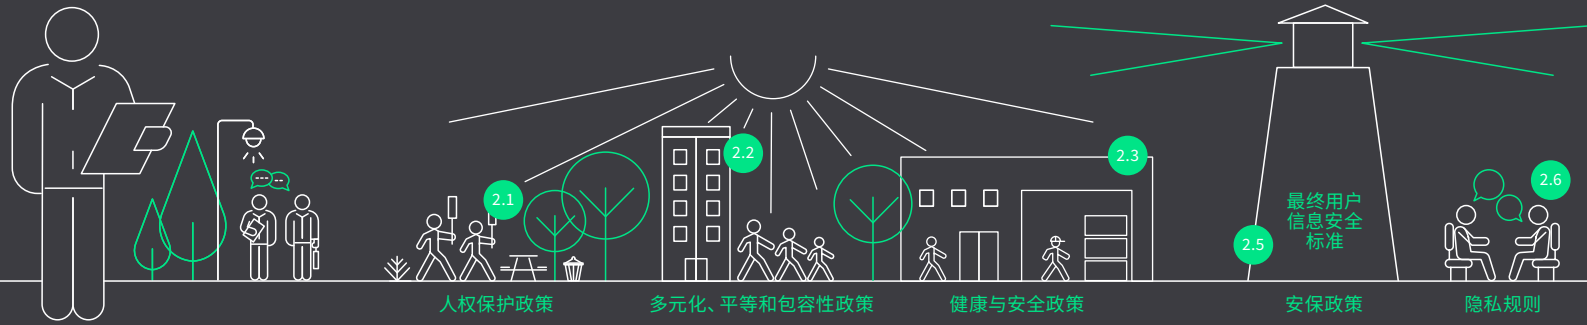 2.1
2.2
2.3
2.5
2.6
最终用户
信息安全
标准
人权保护政策
多元化、平等和包容性政策
健康与安全政策
安保政策
隐私规则